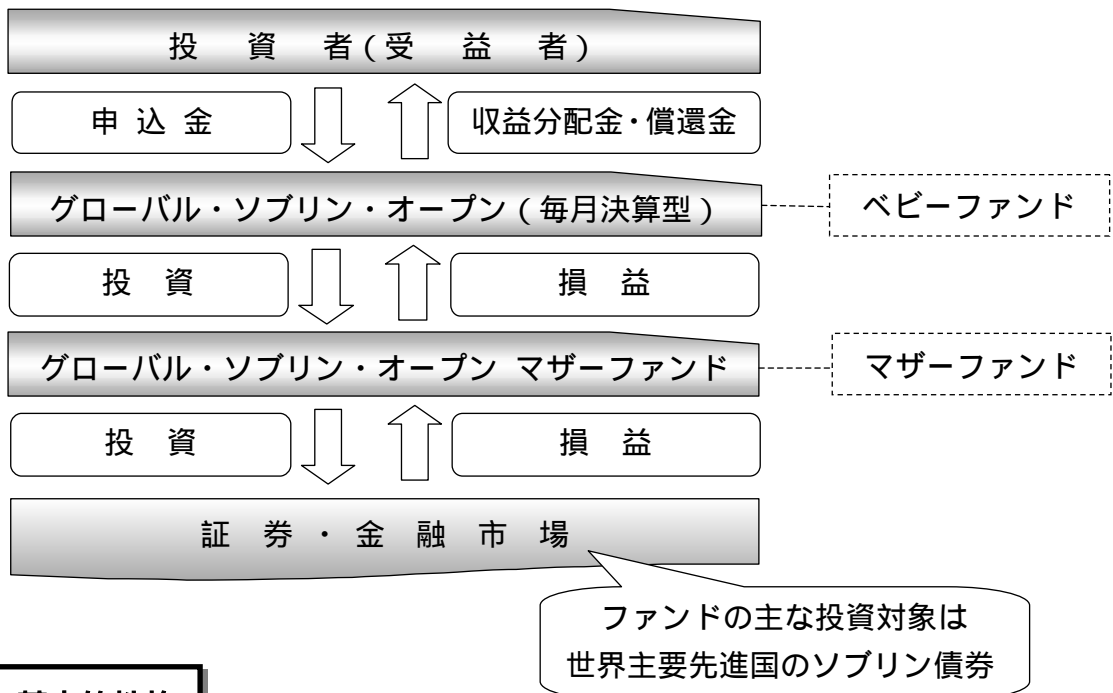 投資者(受益者)
申込金
収益分配金・償還金
グローバル・ソブリン・オープン(毎月決算型)
ベビーファンド
投資
損益
グローバル・ソブリン・オープン マザーファンド
マザーファンド
投資
損益
証券・金融市場
ファンドの主な投資対象は
世界主要先進国のソブリン債券